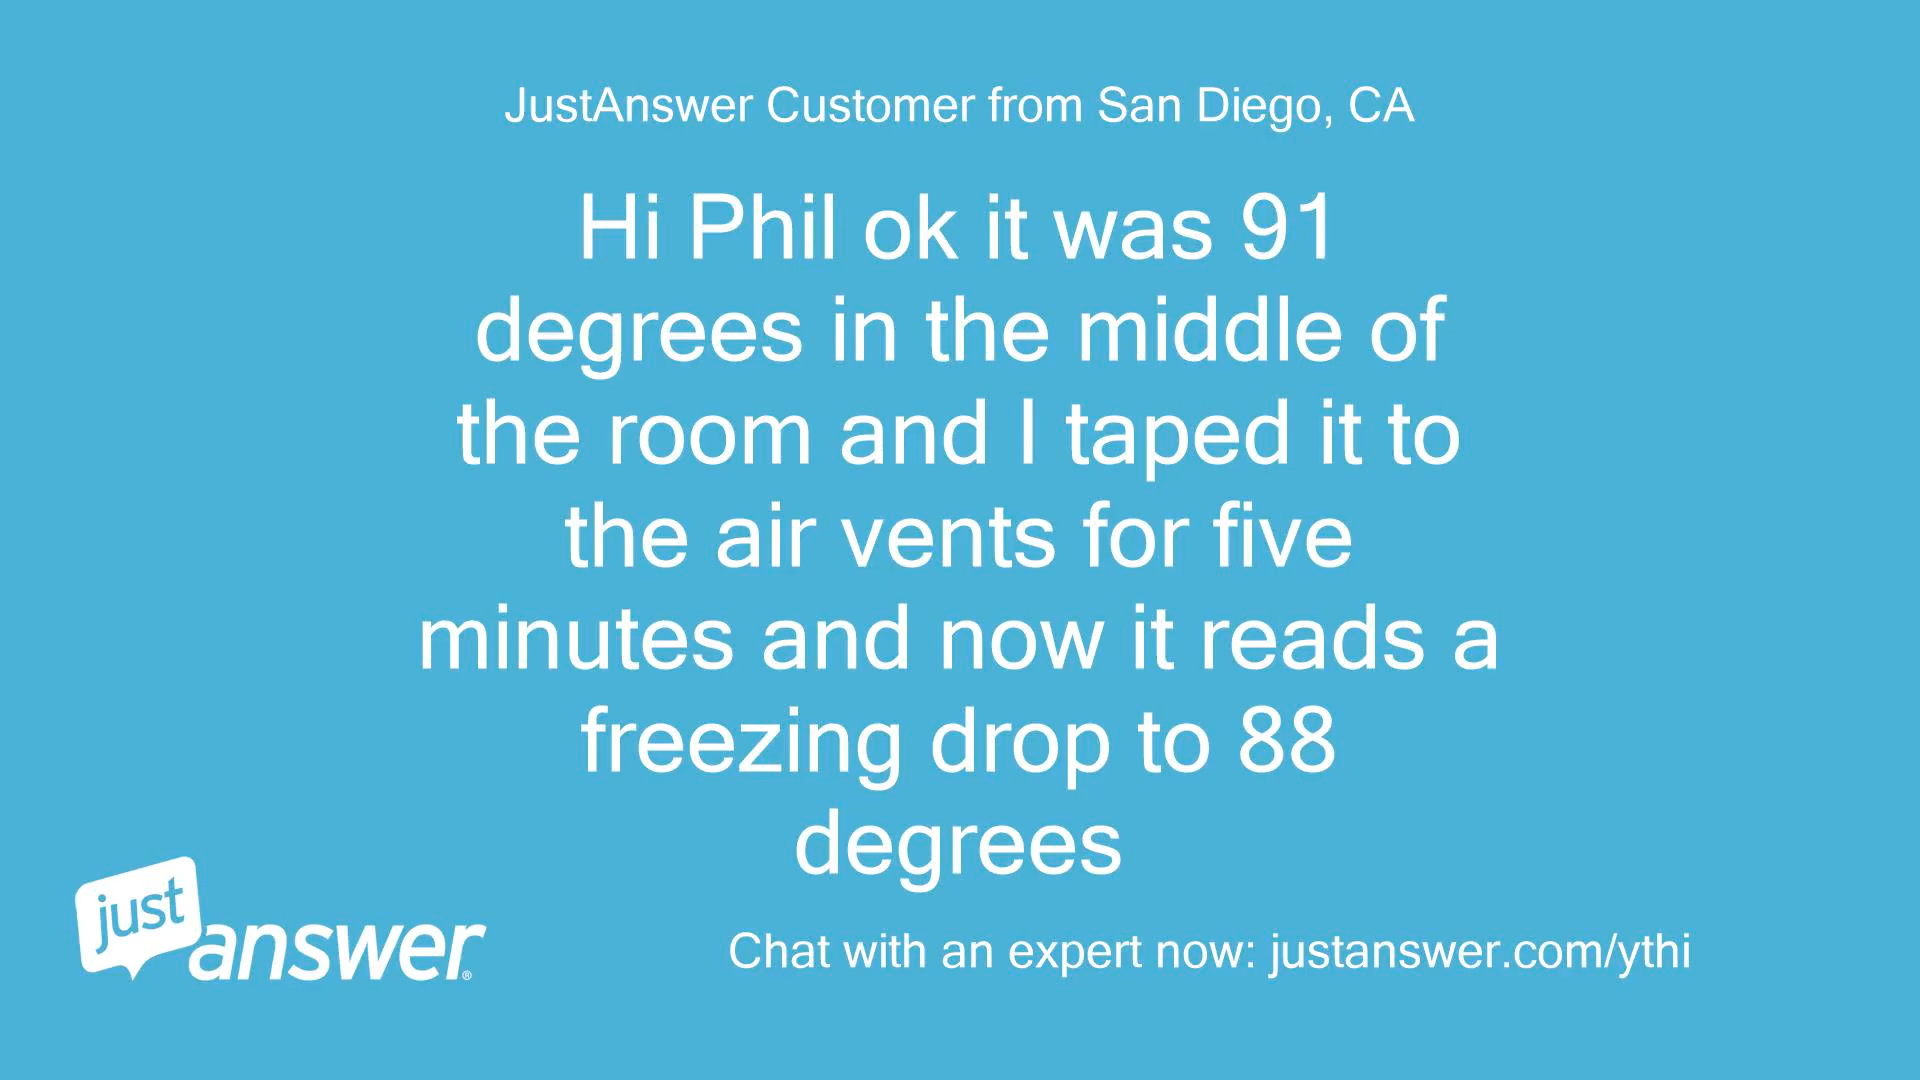 JustAnswer Customer from San Diego, CA
Hi Phil ok it was 91
degrees in the middle of
the room and I taped it to
the air vents for five
minutes and now it reads a
freezing drop to 88
degrees
just
answer®
Chat with an expert now: justanswer.com/ythi